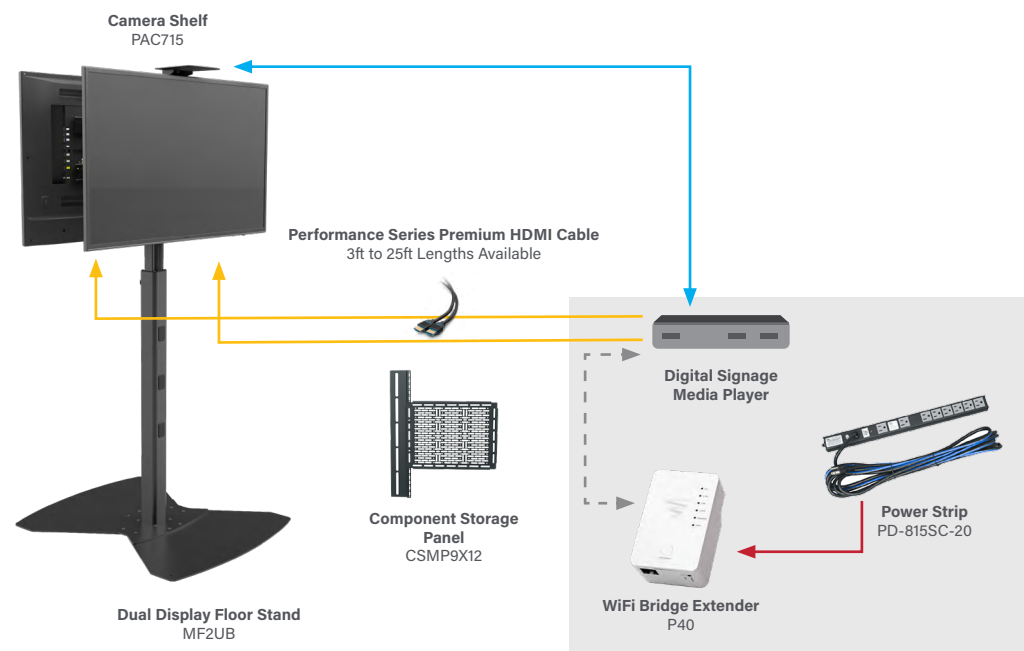 Camera Shelf
PAC715
Performance Series Premium HDMI Cable
3ft to 25ft Lengths Available
Digital Signage
Media Player
Component Storage
Panel
CSMP9X12
Power Strip
PD-815SC-20
WiFi Bridge Extender
P40
Dual Display Floor Stand
MF2UB